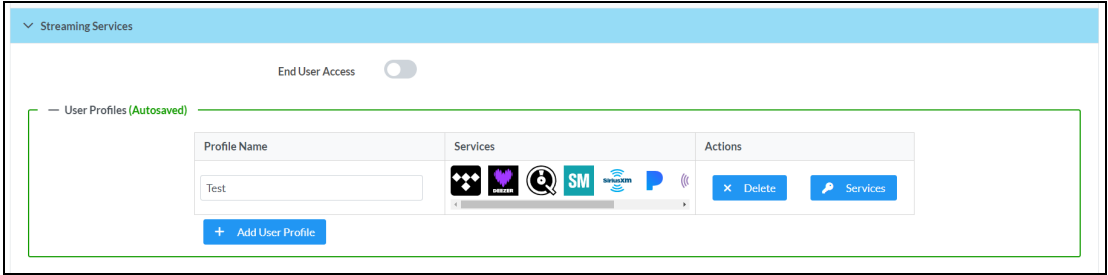 Streaming Services
End User Access
User Profiles (Autosaved)
Profile Name Services Actions
Test DEEZER SM SiriusXm Delete Services
Add User Profile